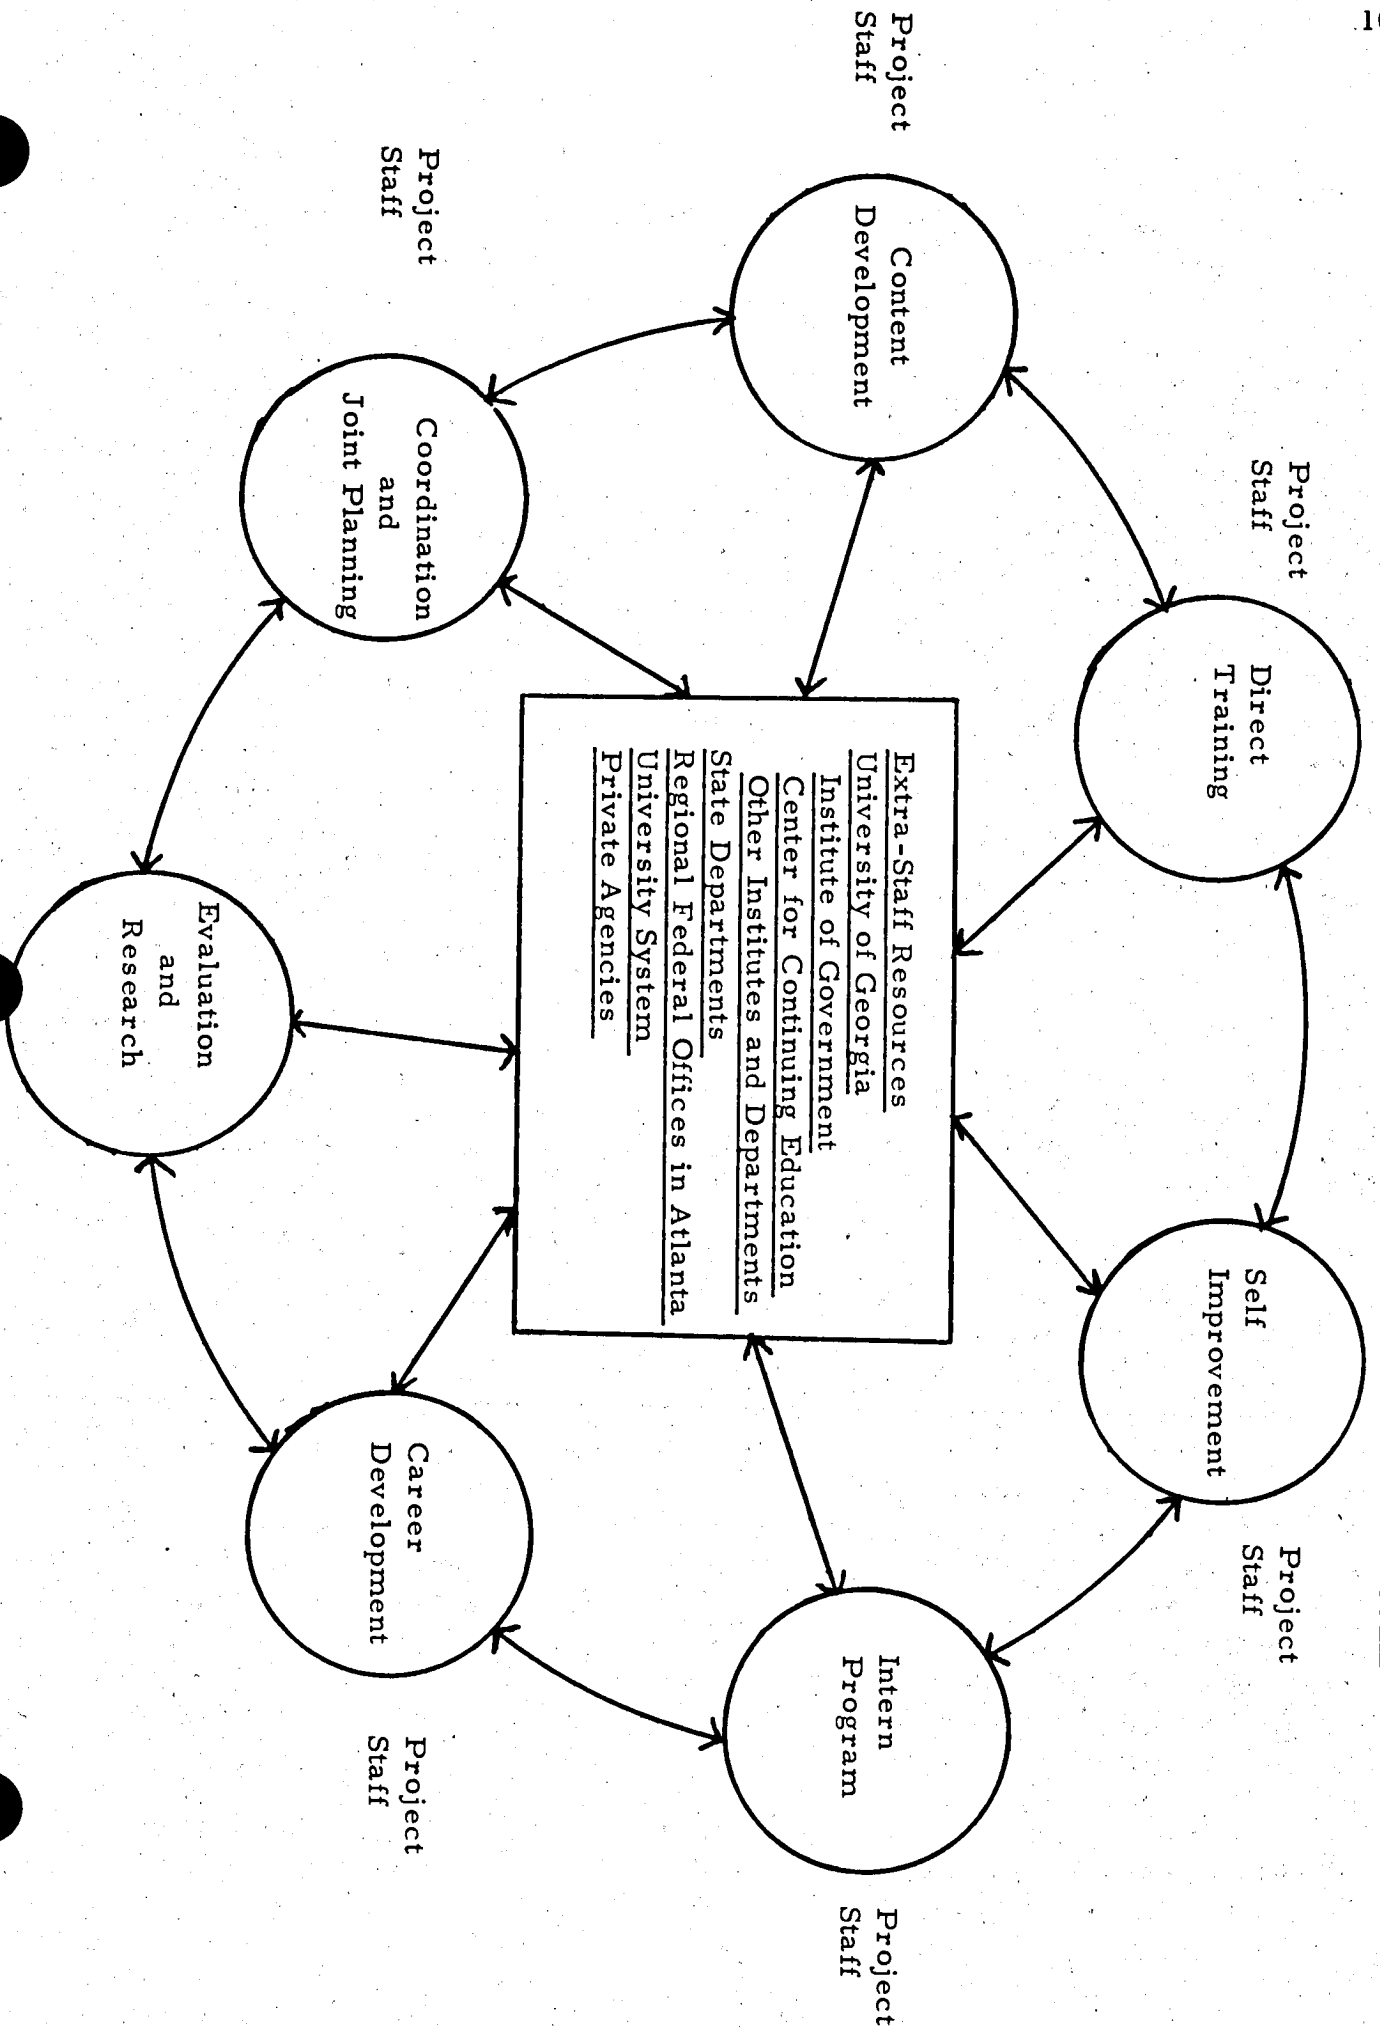 Project
Staff
Direct
Training
Self
Improvement
Project
Staff
Project
Staff
Content
Development
Intern
Program
Project
Staff
Extra-Staff Resources
University of Georgia
Institute of Government
Center for Continuing Education
Other Institutes and Departments
State Departments
Regional Federal Offices in Atlanta
University System
Private Agencies
Project
Staff
Coordination
and
Joint Planning
Career
Development
Project
Staff
Evaluation
and
Research